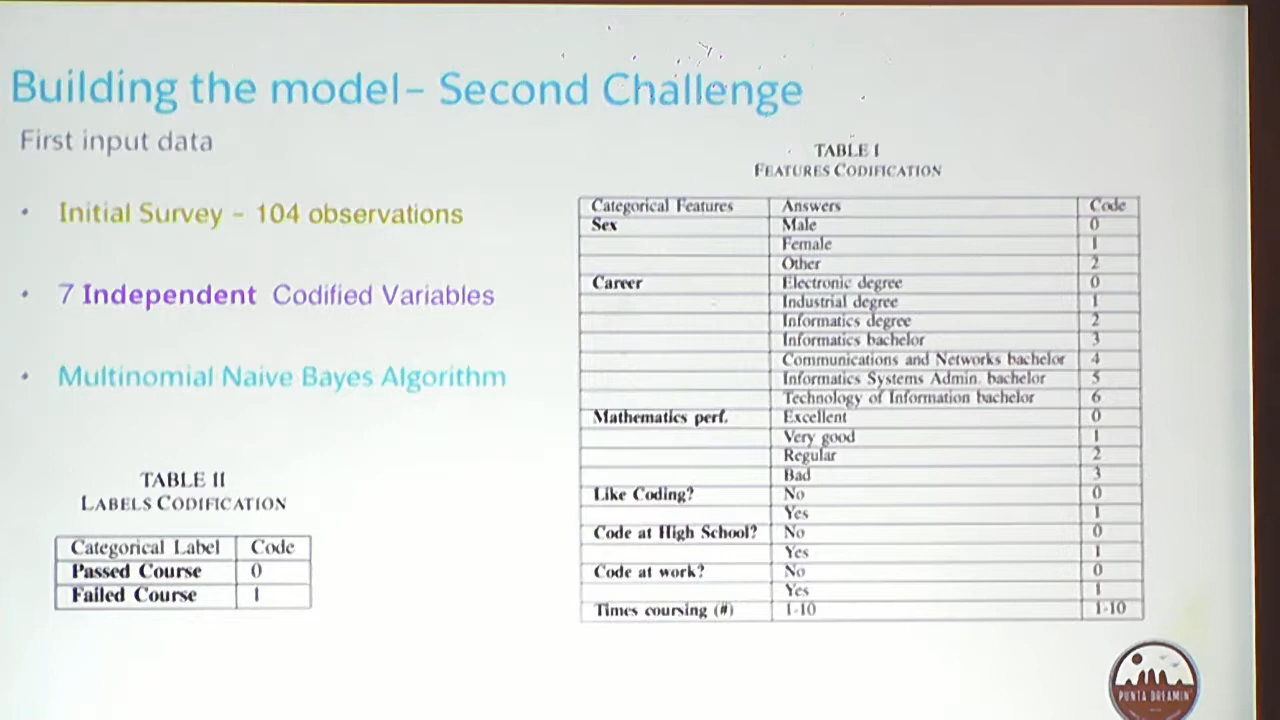 Building the model– Second Challenge
First input data
• Initial Survey – 104 observations
• 7 Independent Codified Variables
• Multinomial Naive Bayes Algorithm
TABLE II
LABELS CODIFICATION
Categorical Label Code
Passed Course 0
Failed Course 1
TABLE I
FEATURES CODIFICATION
Categorical Features Answers Code
Sex Male 0
Female 1
Other 2
Career Electronic degree 0
Industrial degree 1
Informatics degree 2
Informatics bachelor 3
Communications and Networks bachelor 4
Informatics Systems Admin. bachelor 5
Technology of Information bachelor 6
Mathematics perf. Excellent 0
Very good 1
Regular 2
Bad 3
Like Coding? No 0
Yes 1
Code at High School? No 0
Yes 1
Code at work? No 0
Yes 1
Times coursing (#) 1-10 1-10
PUNTA DREAMIN'